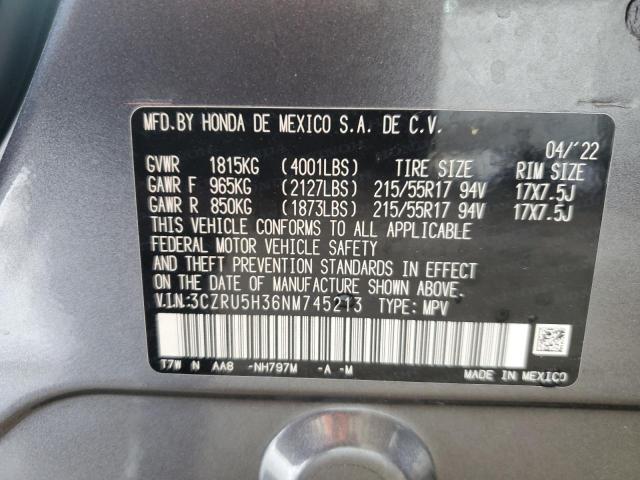 MFD.BY HONDA DE MEXICO S.A. DE C.V.
04/'22
GVWR 1815KG (4001LBS) TIRE SIZE RIM SIZE
GAWR F 965KG (2127LBS) 215/55R17 94V 17X7.5J
GAWR R 850KG (1873LBS) 215/55R17 94V 17X7.5J
THIS VEHICLE CONFORMS TO ALL APPLICABLE
FEDERAL MOTOR VEHICLE SAFETY
AND THEFT PREVENTION STANDARDS IN EFFECT
ON THE DATE OF MANUFACTURE SHOWN ABOVE.
V.I.N.:3CZRU5H36NM745213 TYPE: MPV
T7W N AA8 -NH797M -A -M
MADE IN MEXICO